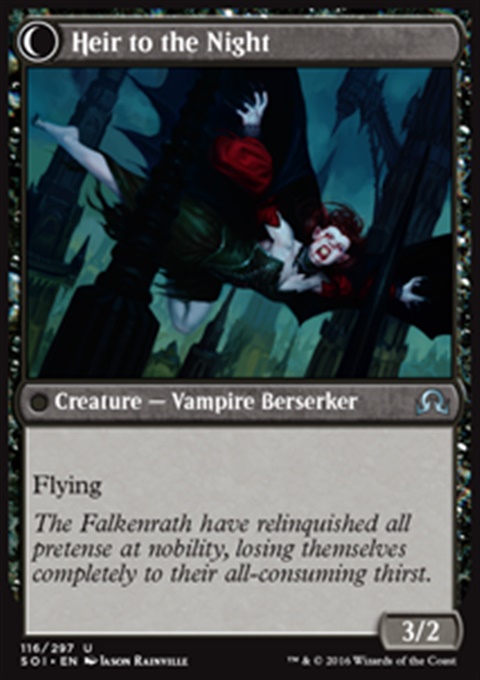 Heir to the Night
Creature — Vampire Berserker
Flying
The Falkenrath have relinquished all
pretense at nobility, losing themselves
completely to their all-consuming thirst.
3/2
116/297 U
SOI • EN Jason Rainville
™ & © 2016 Wizards of the Coast